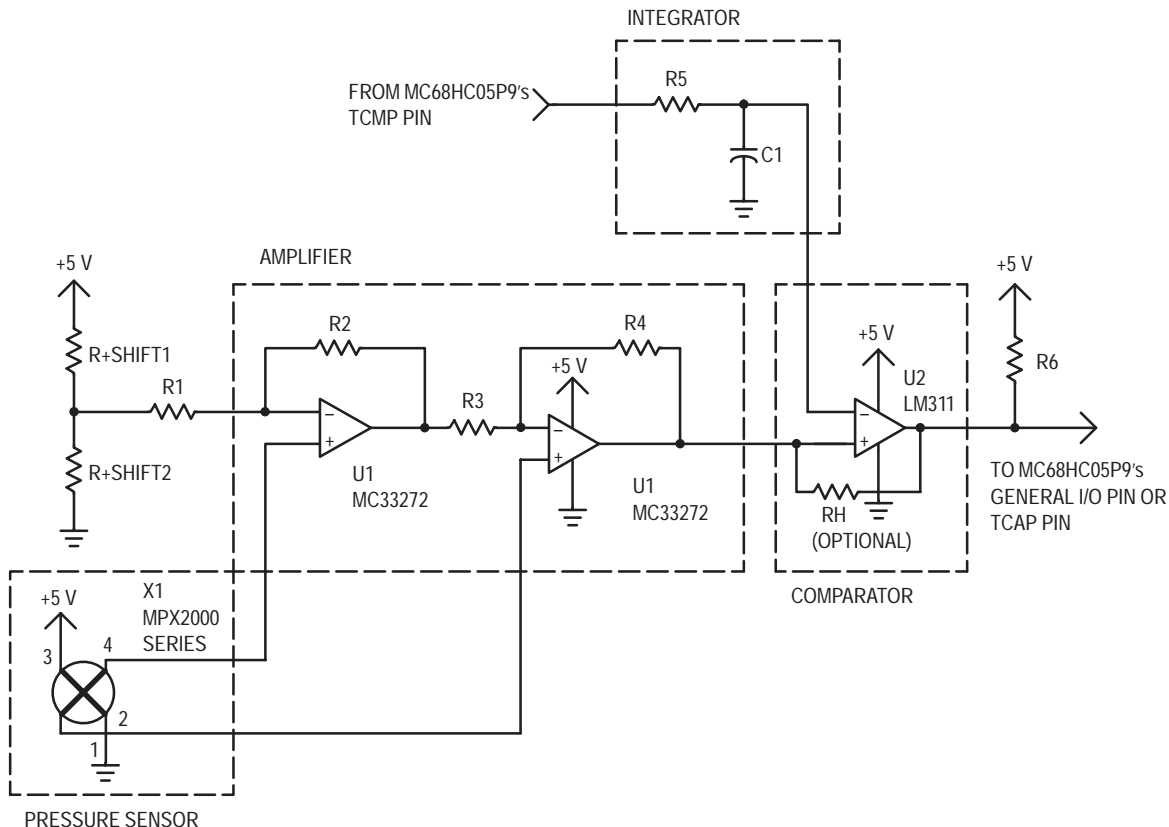 INTEGRATOR
R5
FROM MC68HC05P9's
TCMP PIN
C1
+5 V
AMPLIFIER
+5 V
R+SHIFT1
R2
R4
+5 V
R6
R1
R3
+5 V
U2
LM311
R+SHIFT2
U1
MC33272
U1
MC33272
RH
(OPTIONAL)
TO MC68HC05P9's
GENERAL I/O PIN OR
TCAP PIN
COMPARATOR
+5 V
X1
MPX2000
SERIES
3
4
2
1
PRESSURE SENSOR